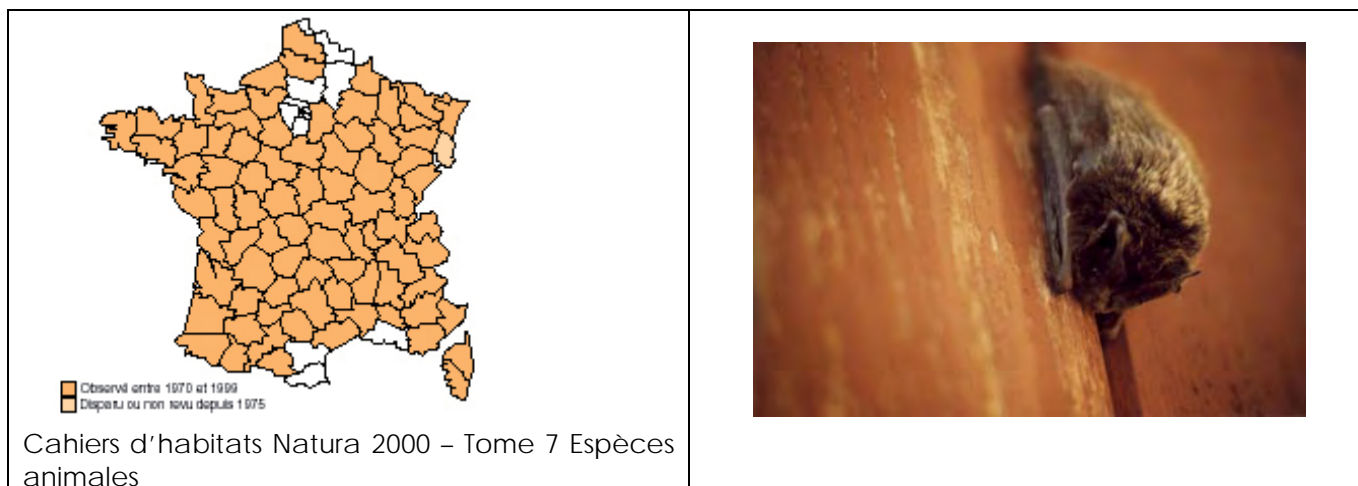 Observé entre 1970 et 1999
Disparu ou non revu depuis 1975
Cahiers d'habitats Natura 2000 – Tome 7 Espèces
animales